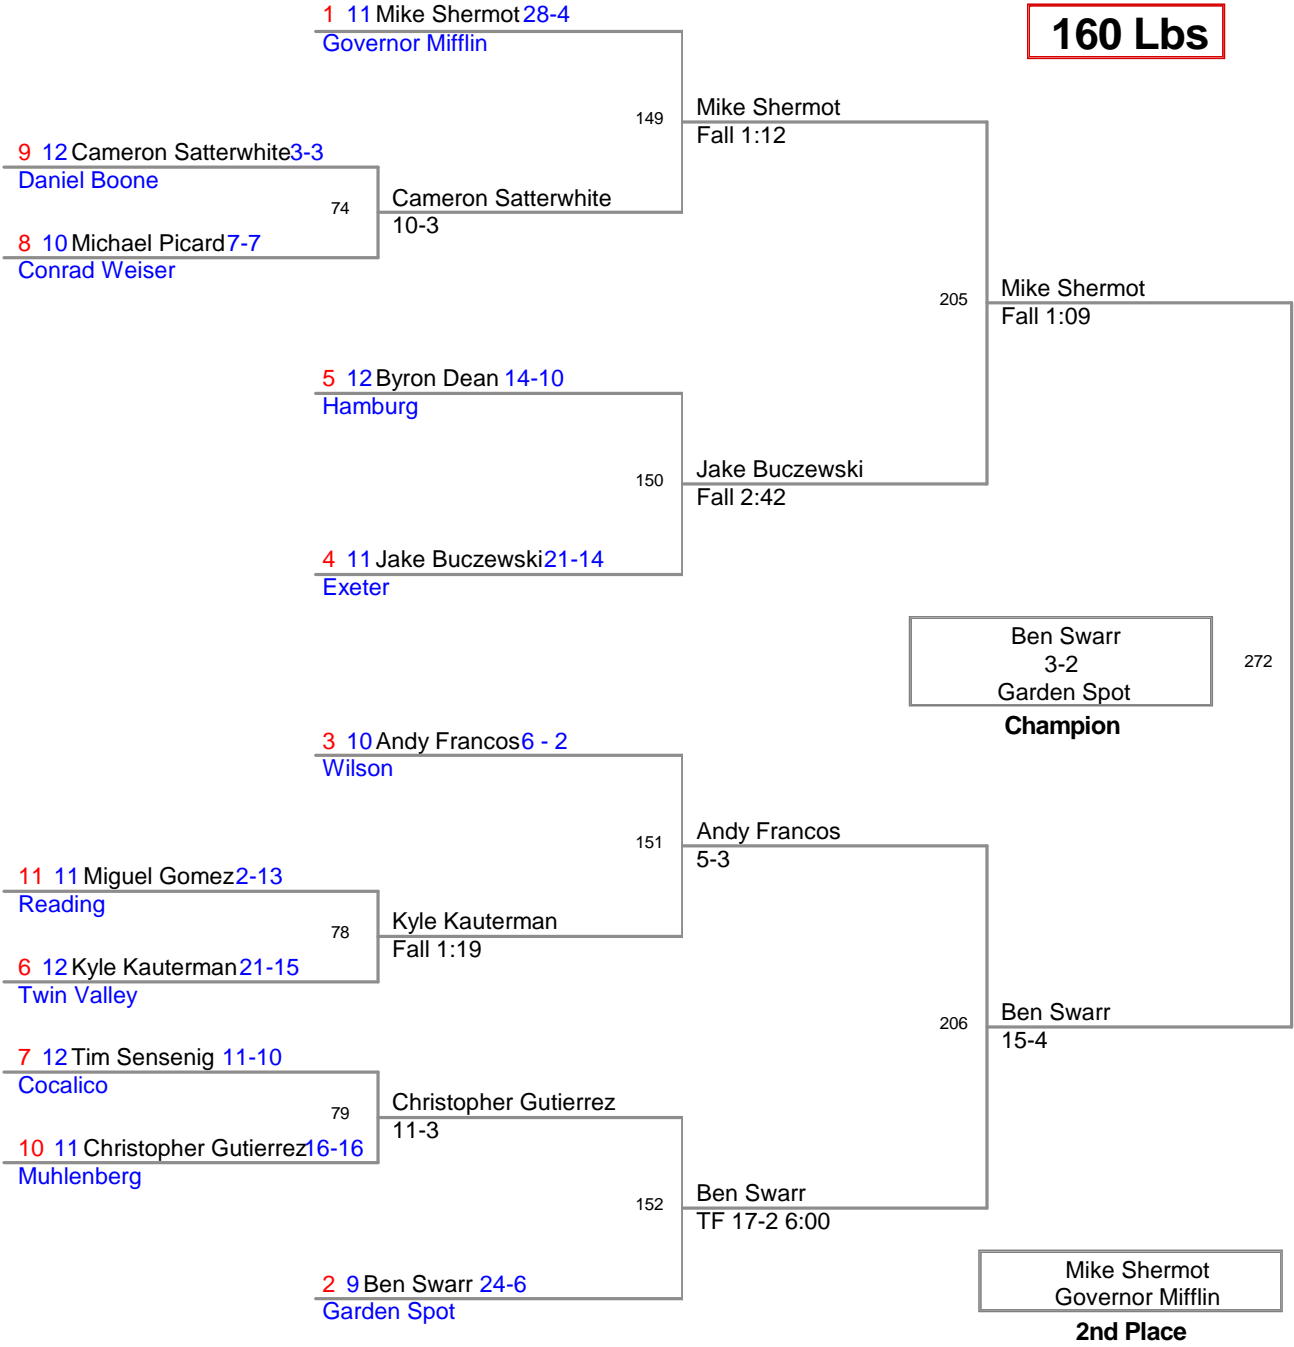 1 11 Mike Shermot 28-4
Governor Mifflin
160 Lbs
149
Mike Shermot
Fall 1:12
9 12 Cameron Satterwhite 3-3
Daniel Boone
74
Cameron Satterwhite
10-3
8 10 Michael Picard 7-7
Conrad Weiser
205
Mike Shermot
Fall 1:09
5 12 Byron Dean 14-10
Hamburg
150
Jake Buczewski
Fall 2:42
4 11 Jake Buczewski 21-14
Exeter
Ben Swarr
3-2
Garden Spot
Champion
272
3 10 Andy Francos 6 - 2
Wilson
151
Andy Francos
5-3
11 11 Miguel Gomez 2-13
Reading
78
Kyle Kauterman
Fall 1:19
6 12 Kyle Kauterman 21-15
Twin Valley
206
Ben Swarr
15-4
7 12 Tim Sensenig 11-10
Cocalico
79
Christopher Gutierrez
11-3
10 11 Christopher Gutierrez 16-16
Muhlenberg
152
Ben Swarr
TF 17-2 6:00
2 9 Ben Swarr 24-6
Garden Spot
Mike Shermot
Governor Mifflin
2nd Place